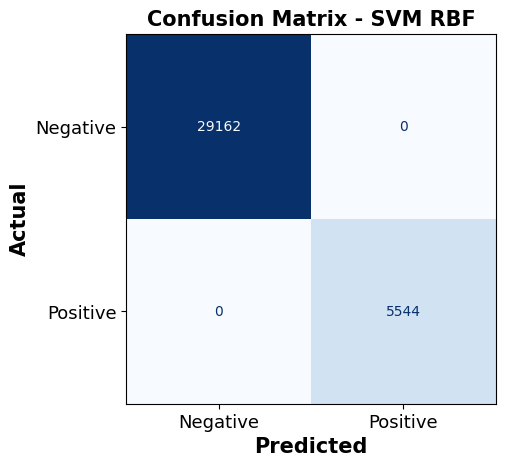 Confusion Matrix - SVM RBF
Actual
Negative
29162
0
Positive
0
5544
Negative
Positive
Predicted